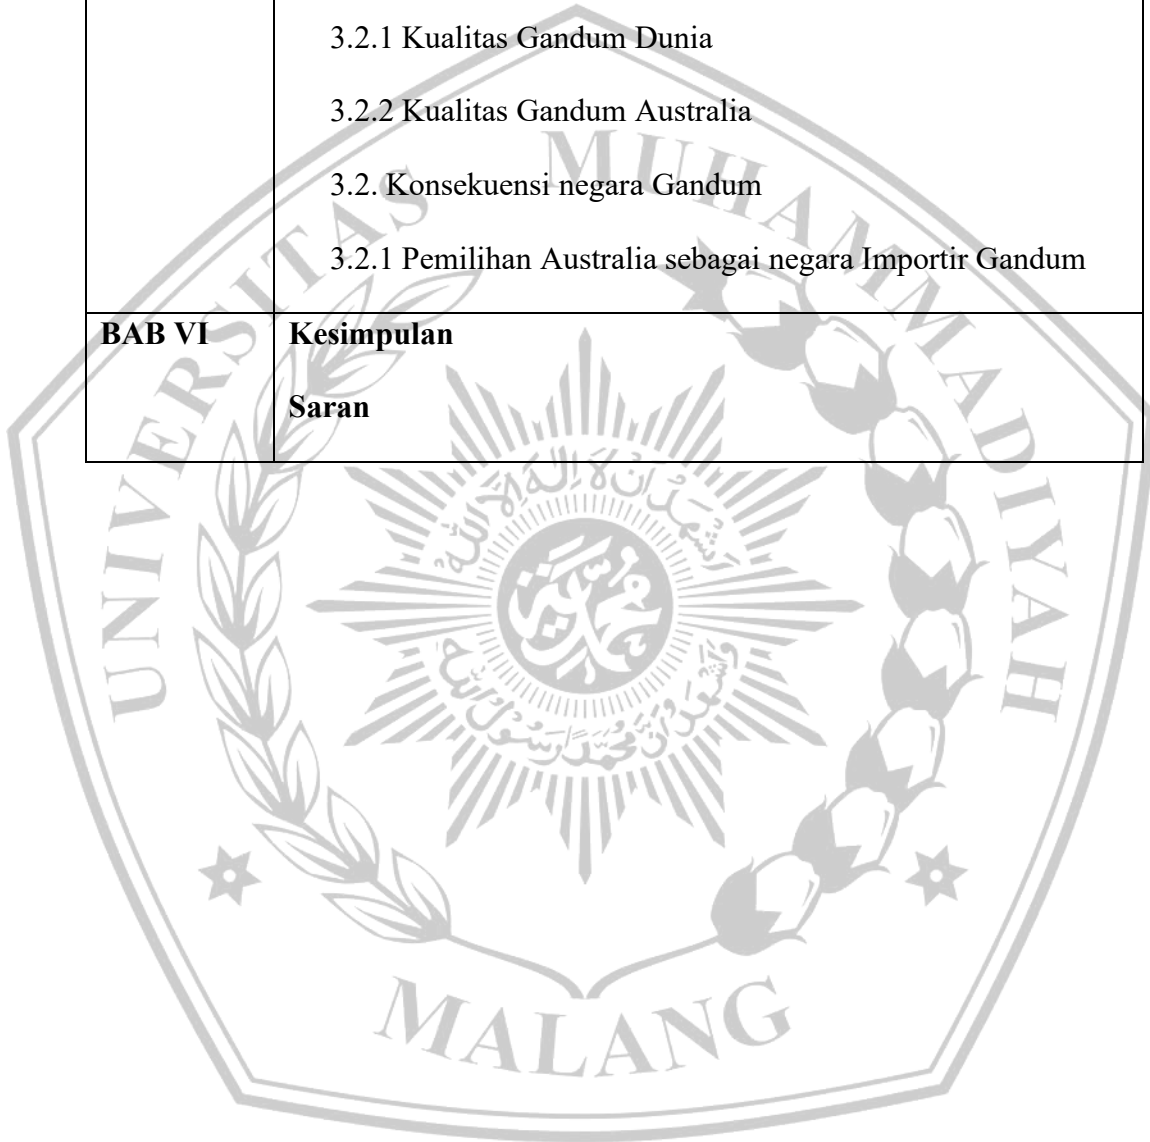 3.2.1 Kualitas Gandum Dunia
3.2.2 Kualitas Gandum Australia
3.2. Konsekuensi negara Gandum
3.2.1 Pemilihan Australia sebagai negara Importir Gandum
BAB VI
Kesimpulan
Saran
UNIVERSITAS MUHAMMADIYAH
MALANG